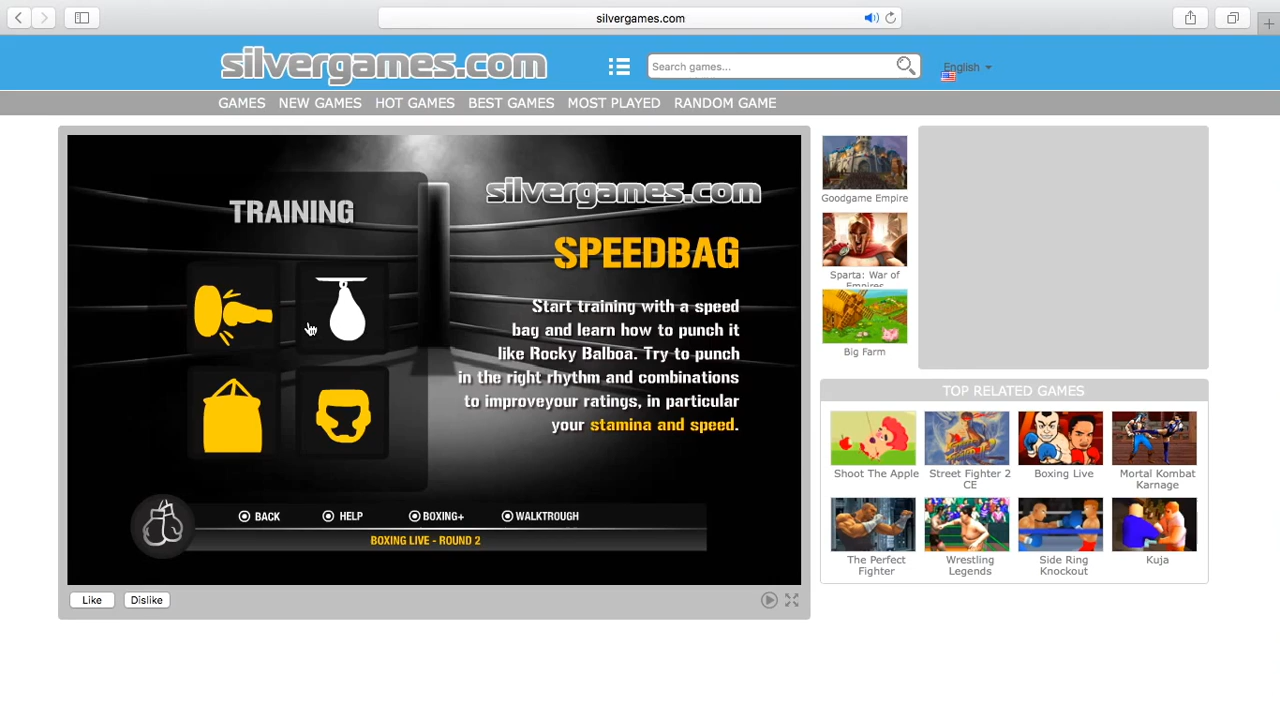 silvergames.com
silvergames.com
Search games...
English
GAMES NEW GAMES HOT GAMES BEST GAMES MOST PLAYED RANDOM GAME
TRAINING
silvergames.com
SPEEDBAG
Start training with a speed
bag and learn how to punch it
like Rocky Balboa. Try to punch
in the right rhythm and combinations
to improveyour ratings, in particular
your stamina and speed.
BACK HELP BOXING+ WALKTROUGH
BOXING LIVE - ROUND 2
Like Dislike
Goodgame Empire
Sparta: War of
Empires
Big Farm
TOP RELATED GAMES
Shoot The Apple
Street Fighter 2
CE
Boxing Live
Mortal Kombat
Karnage
The Perfect
Fighter
Wrestling
Legends
Side Ring
Knockout
Kuja